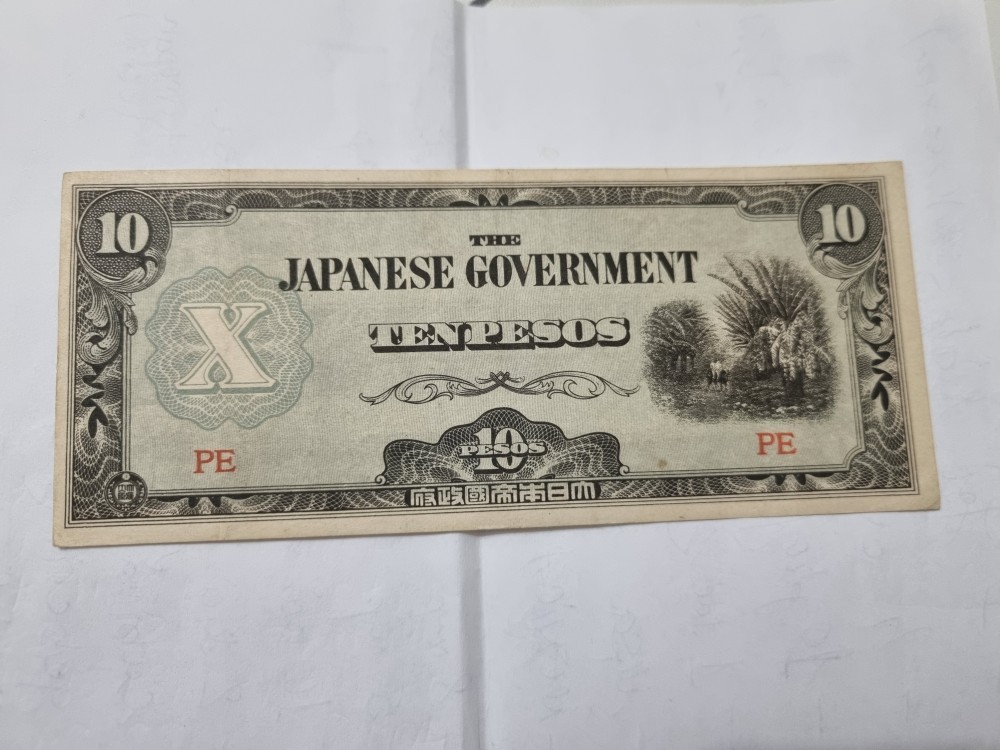 10 10
THE
JAPANESE GOVERNMENT
X
TEN PESOS
PE PE
10
PESOS
府政國帝本日大